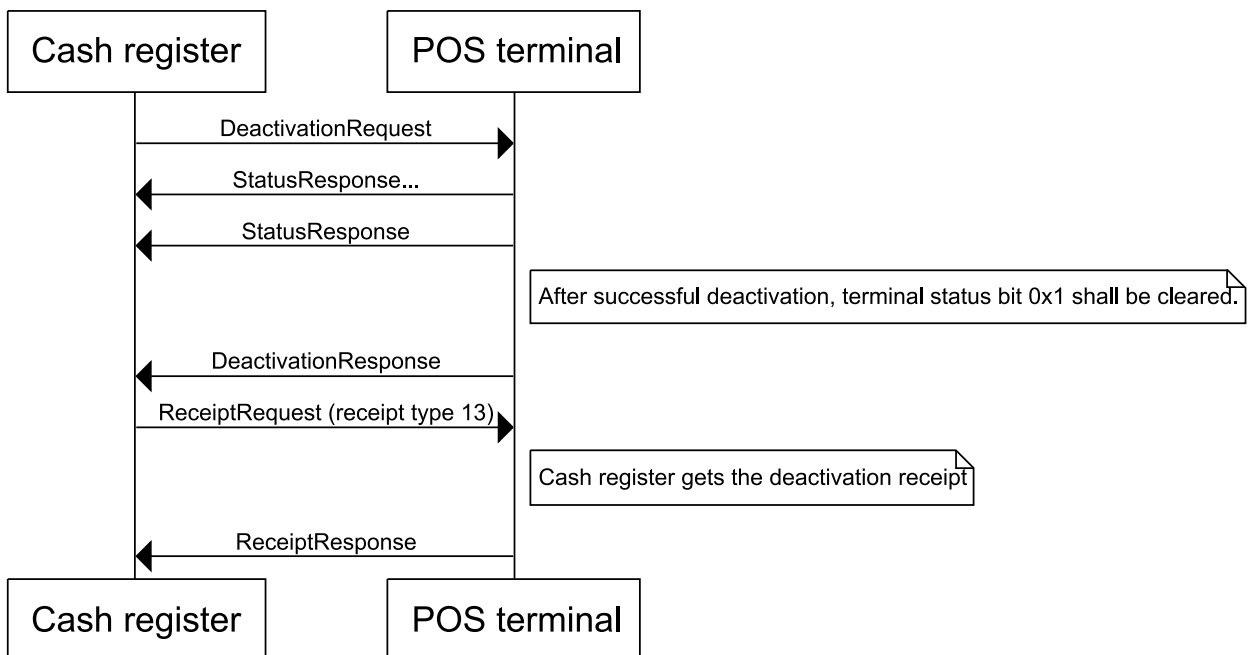 Cash register
POS terminal
DeactivationRequest
StatusResponse...
StatusResponse
After successful deactivation, terminal status bit 0x1 shall be cleared.
DeactivationResponse
ReceiptRequest (receipt type 13)
Cash register gets the deactivation receipt
ReceiptResponse
Cash register
POS terminal